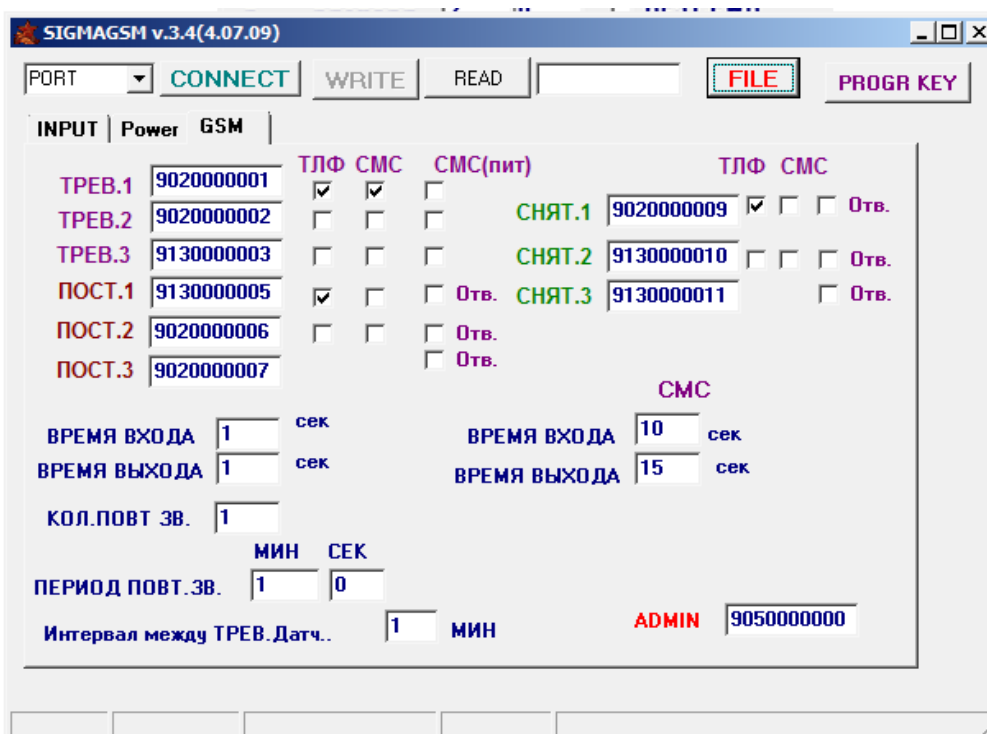 SIGMAGSM v.3.4(4.07.09)
PORT CONNECT WRITE READ FILE PROGR KEY
INPUT Power GSM
ТЛФ СМС СМС(пит) ТЛФ СМС
ТРЕВ.1 9020000001
СНЯТ.1 9020000009 Отв.
ТРЕВ.2 9020000002
ТРЕВ.3 9130000003
СНЯТ.2 9130000010 Отв.
ПОСТ.1 9130000005 Отв.
СНЯТ.3 9130000011 Отв.
ПОСТ.2 9020000006 Отв.
Отв.
ПОСТ.3 9020000007
СМС
ВРЕМЯ ВХОДА 1 сек
ВРЕМЯ ВХОДА 10 сек
ВРЕМЯ ВЫХОДА 1 сек
ВРЕМЯ ВЫХОДА 15 сек
КОЛ.ПОВТ ЗВ. 1
МИН СЕК
ПЕРИОД ПОВТ.ЗВ. 1 0
Интервал между ТРЕВ.Датч.. 1 МИН
ADMIN 9050000000